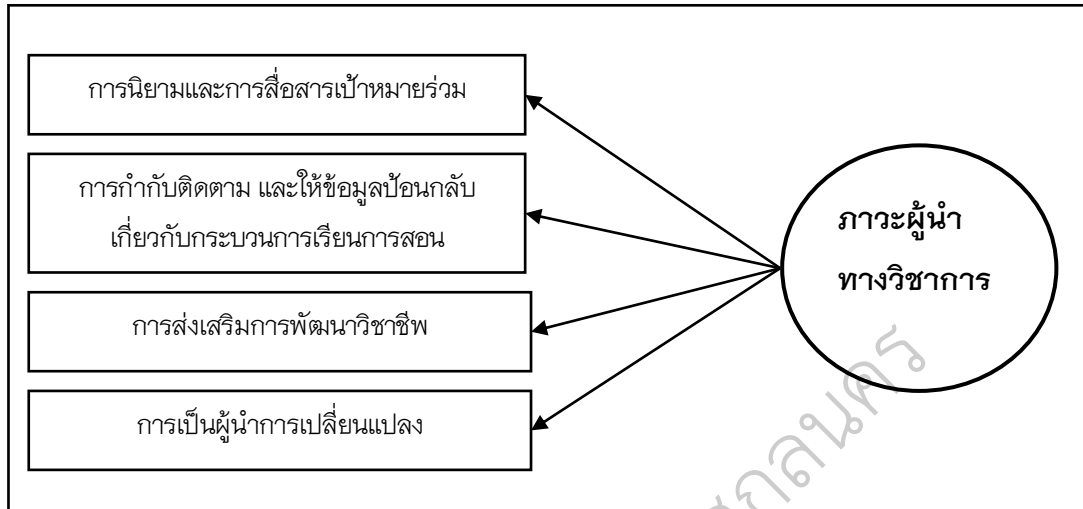 การนิยามและการสื่อสารเป้าหมายร่วม
การกำกับติดตาม และให้ข้อมูลป้อนกลับ
เกี่ยวกับกระบวนการเรียนการสอน
การส่งเสริมการพัฒนาวิชาชีพ
การเป็นผู้นำการเปลี่ยนแปลง
ภาวะผู้นำ
ทางวิชาการ